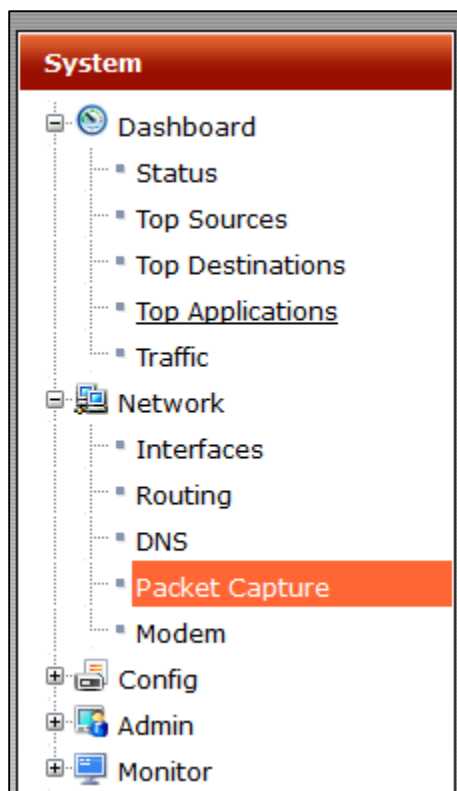 System
Dashboard
Status
Top Sources
Top Destinations
Top Applications
Traffic
Network
Interfaces
Routing
DNS
Packet Capture
Modem
Config
Admin
Monitor